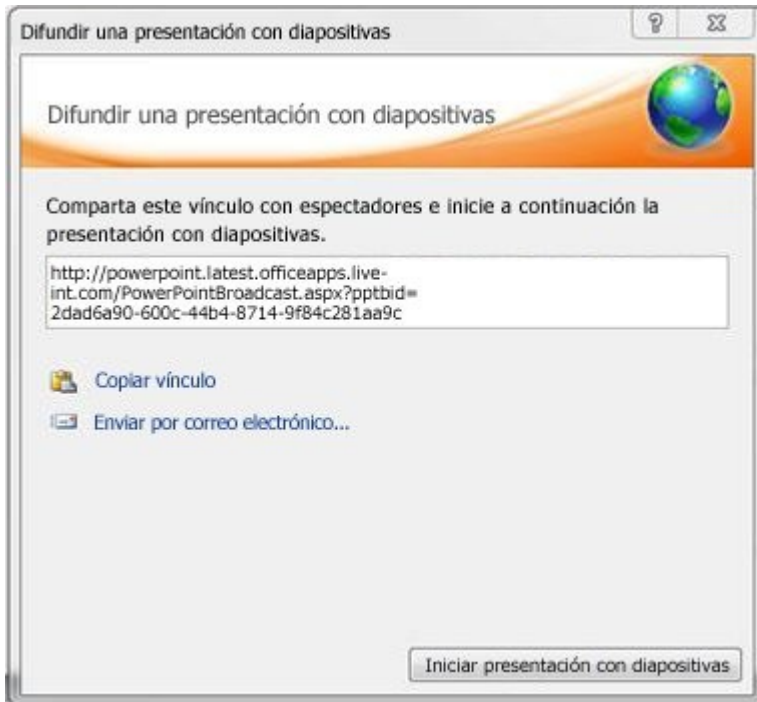 Difundir una presentación con diapositivas
Difundir una presentación con diapositivas
Comparta este vínculo con espectadores e inicie a continuación la
presentación con diapositivas.
http://powerpoint.latest.officeapps.live-
int.com/PowerPointBroadcast.aspx?pptbid=
2dad6a90-600c-44b4-8714-9f84c281aa9c
Copiar vínculo
Enviar por correo electrónico...
Iniciar presentación con diapositivas